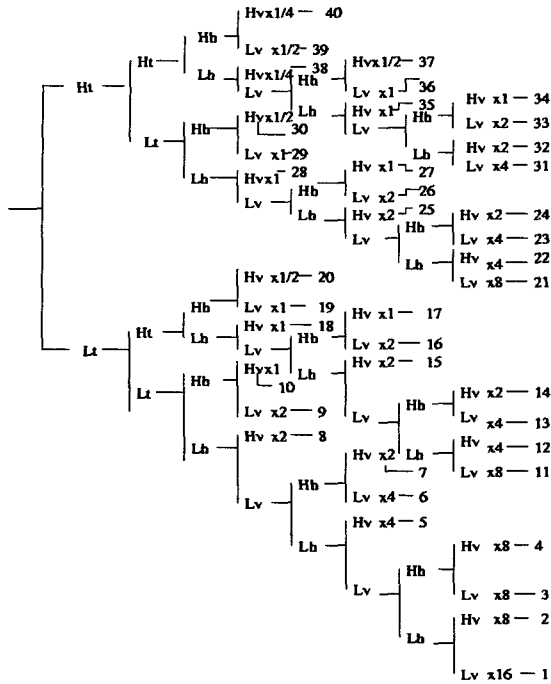 Hvx1/4 — 40
Hb
Ht
Lv x1/2 — 39
Lb Hvx1/4 38 Hvx1/2 — 37
Ht
Lv Hb
Lv x1 36
Hb Hvx1/2 Lb Hv x1 35 Hv x1 — 34
30 Lv Hb
Lt Lv x2 — 33
Lv x1 29 Lb Hv x2 — 32
Lb Hvx1 28 Hv x1 27 Lv x4 — 31
Lv Hb
Lv x2 26
Lb Hv x2 25 Hv x2 — 24
Lv Hb
Lv x4 — 23
Lb Hv x4 — 22
Lv x8 — 21
Hv x1/2 — 20
Hb
Ht Lv x1 — 19 Hv x1 — 17
Lb Hv x1 — 18
Lt Lv Hb
Lv x2 — 16
Hb Hvx1 Lb Hv x2 — 15
10
Lt Hv x2 — 14
Lv x2 — 9 Hb
Lv Lv x4 — 13
Lb Hv x2 — 8 Hv x4 — 12
Hv x2 Lb
7 Lv x8 — 11
Hb
Lv Lv x4 — 6
Lb Hv x4 — 5
Hv x8 — 4
Hb
Lv Lv x8 — 3
Hv x8 — 2
Lb
Lv x16 — 1